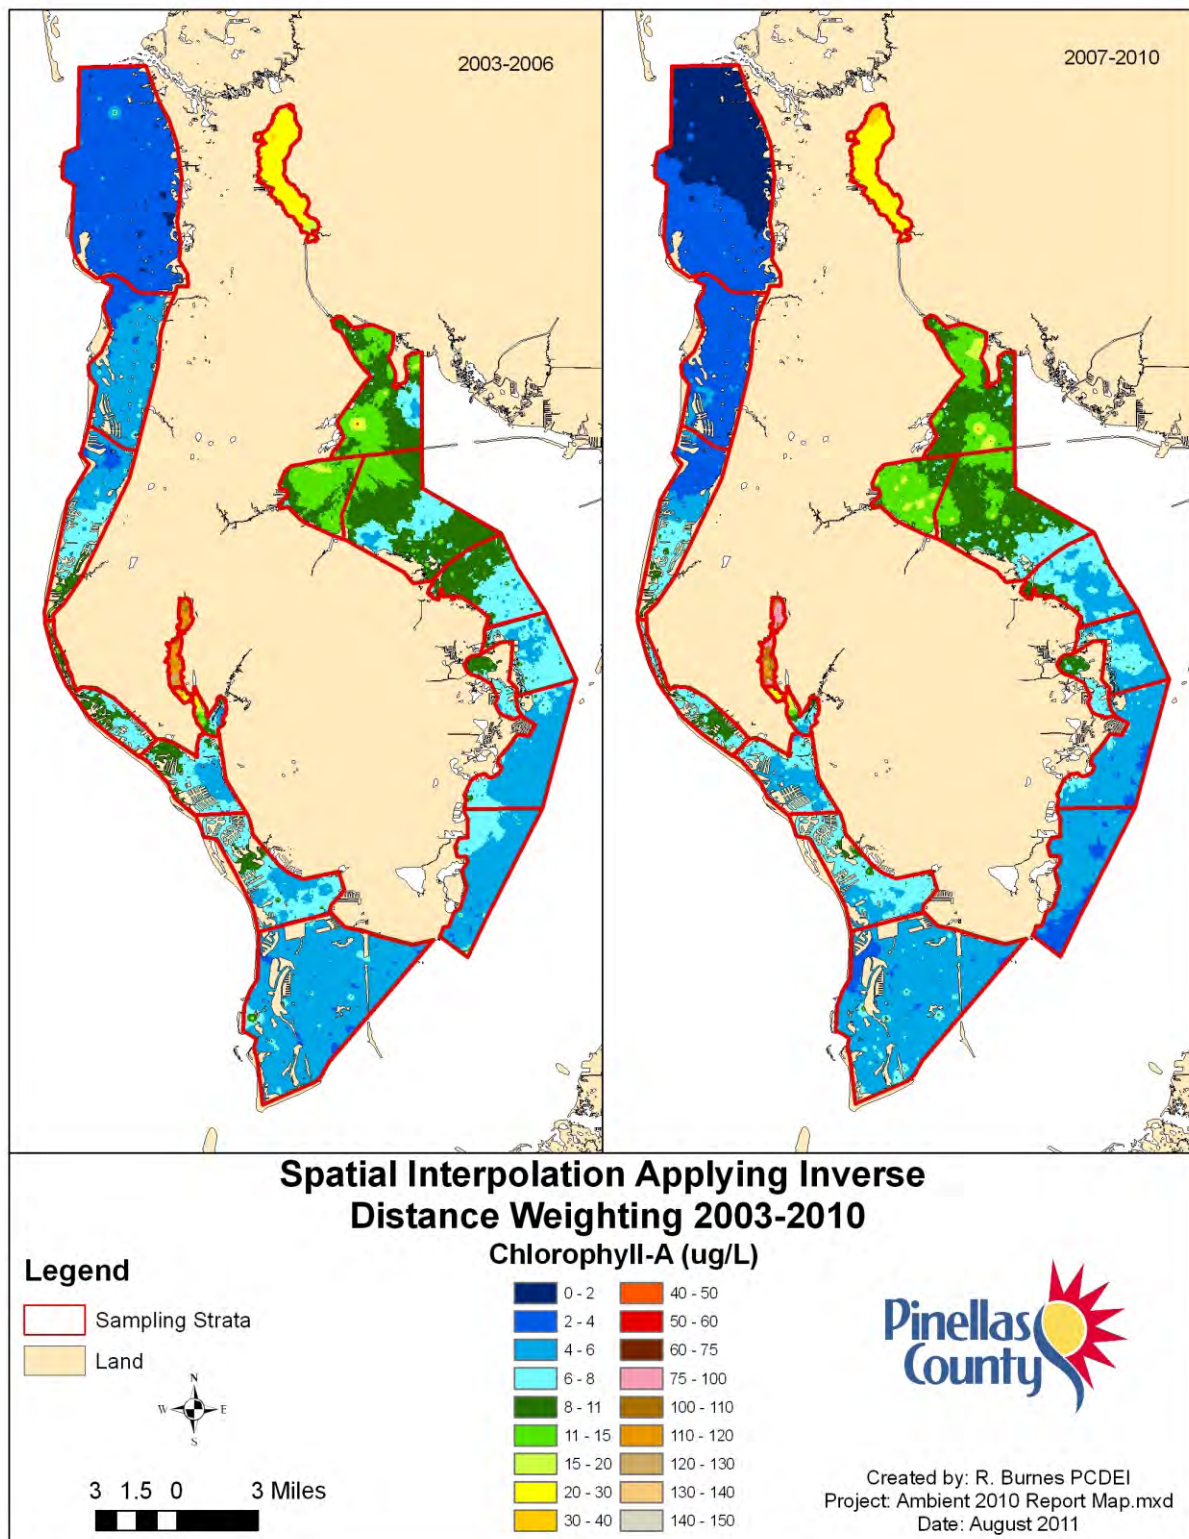 2003-2006
2007-2010
Spatial Interpolation Applying Inverse
Distance Weighting 2003-2010
Chlorophyll-A (ug/L)
Legend
Sampling Strata
Land
N
W
E
S
3 1.5 0 3 Miles
0 - 2
2 - 4
4 - 6
6 - 8
8 - 11
11 - 15
15 - 20
20 - 30
30 - 40
40 - 50
50 - 60
60 - 75
75 - 100
100 - 110
110 - 120
120 - 130
130 - 140
140 - 150
Pinellas
County
Created by: R. Burnes PCDEI
Project: Ambient 2010 Report Map.mxd
Date: August 2011